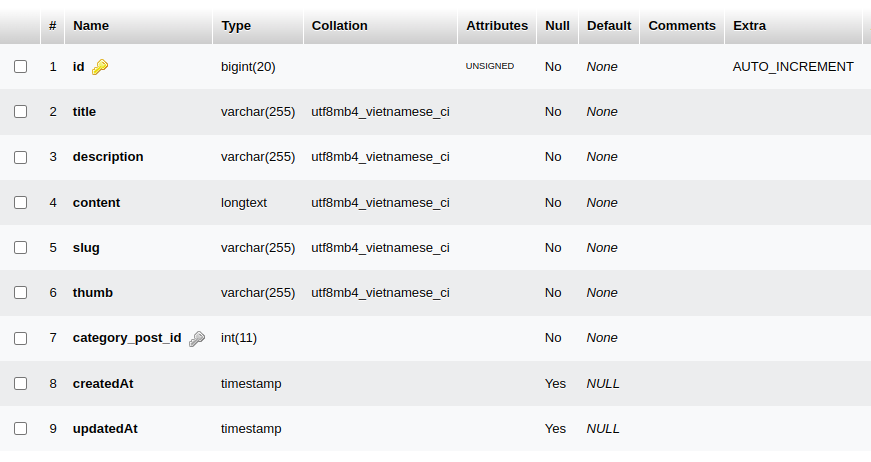 # Name Type Collation Attributes Null Default Comments Extra
1 id bigint(20) UNSIGNED No None AUTO_INCREMENT
2 title varchar(255) utf8mb4_vietnamese_ci No None
3 description varchar(255) utf8mb4_vietnamese_ci No None
4 content longtext utf8mb4_vietnamese_ci No None
5 slug varchar(255) utf8mb4_vietnamese_ci No None
6 thumb varchar(255) utf8mb4_vietnamese_ci No None
7 category_post_id int(11) No None
8 createdAt timestamp Yes NULL
9 updatedAt timestamp Yes NULL